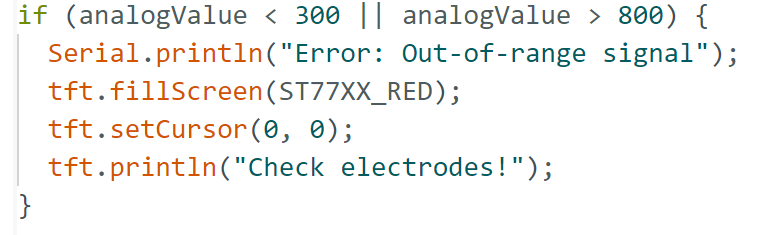 if (analogValue < 300 || analogValue > 800) {
  Serial.println("Error: Out-of-range signal");
  tft.fillScreen(ST77XX_RED);
  tft.setCursor(0, 0);
  tft.println("Check electrodes!");
}